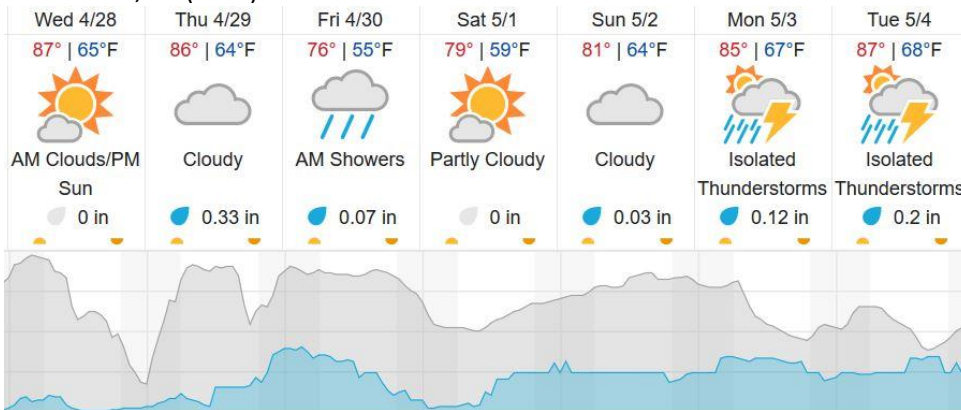 Wed 4/28 Thu 4/29 Fri 4/30 Sat 5/1 Sun 5/2 Mon 5/3 Tue 5/4
87° | 65°F 86° | 64°F 76° | 55°F 79° | 59°F 81° | 64°F 85° | 67°F 87° | 68°F
AM Clouds/PM Cloudy AM Showers Partly Cloudy Cloudy Isolated Isolated
Sun Thunderstorms Thunderstorms
0 in 0.33 in 0.07 in 0 in 0.03 in 0.12 in 0.2 in